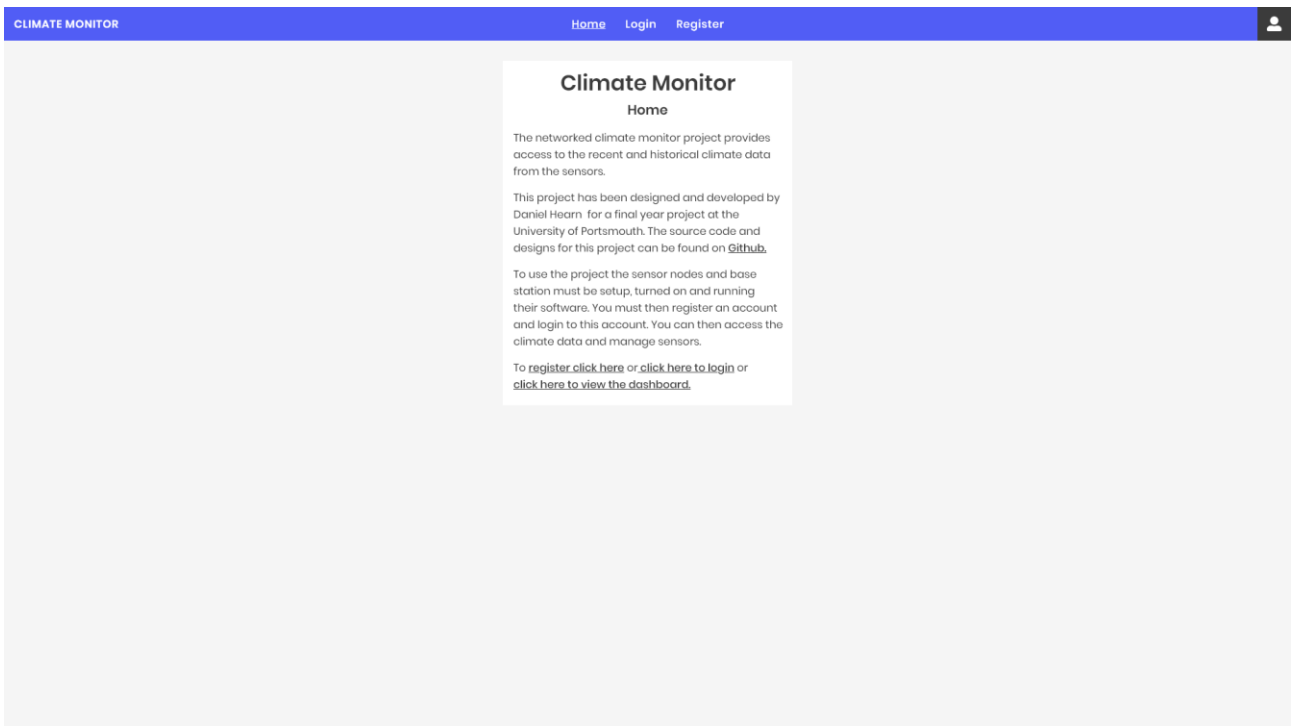 CLIMATE MONITOR
Home Login Register
Climate Monitor
Home
The networked climate monitor project provides
access to the recent and historical climate data
from the sensors.
This project has been designed and developed by
Daniel Hearn  for a final year project at the
University of Portsmouth. The source code and
designs for this project can be found on Github.
To use the project the sensor nodes and base
station must be setup, turned on and running
their software. You must then register an account
and login to this account. You can then access the
climate data and manage sensors.
To register click here or click here to login or
click here to view the dashboard.